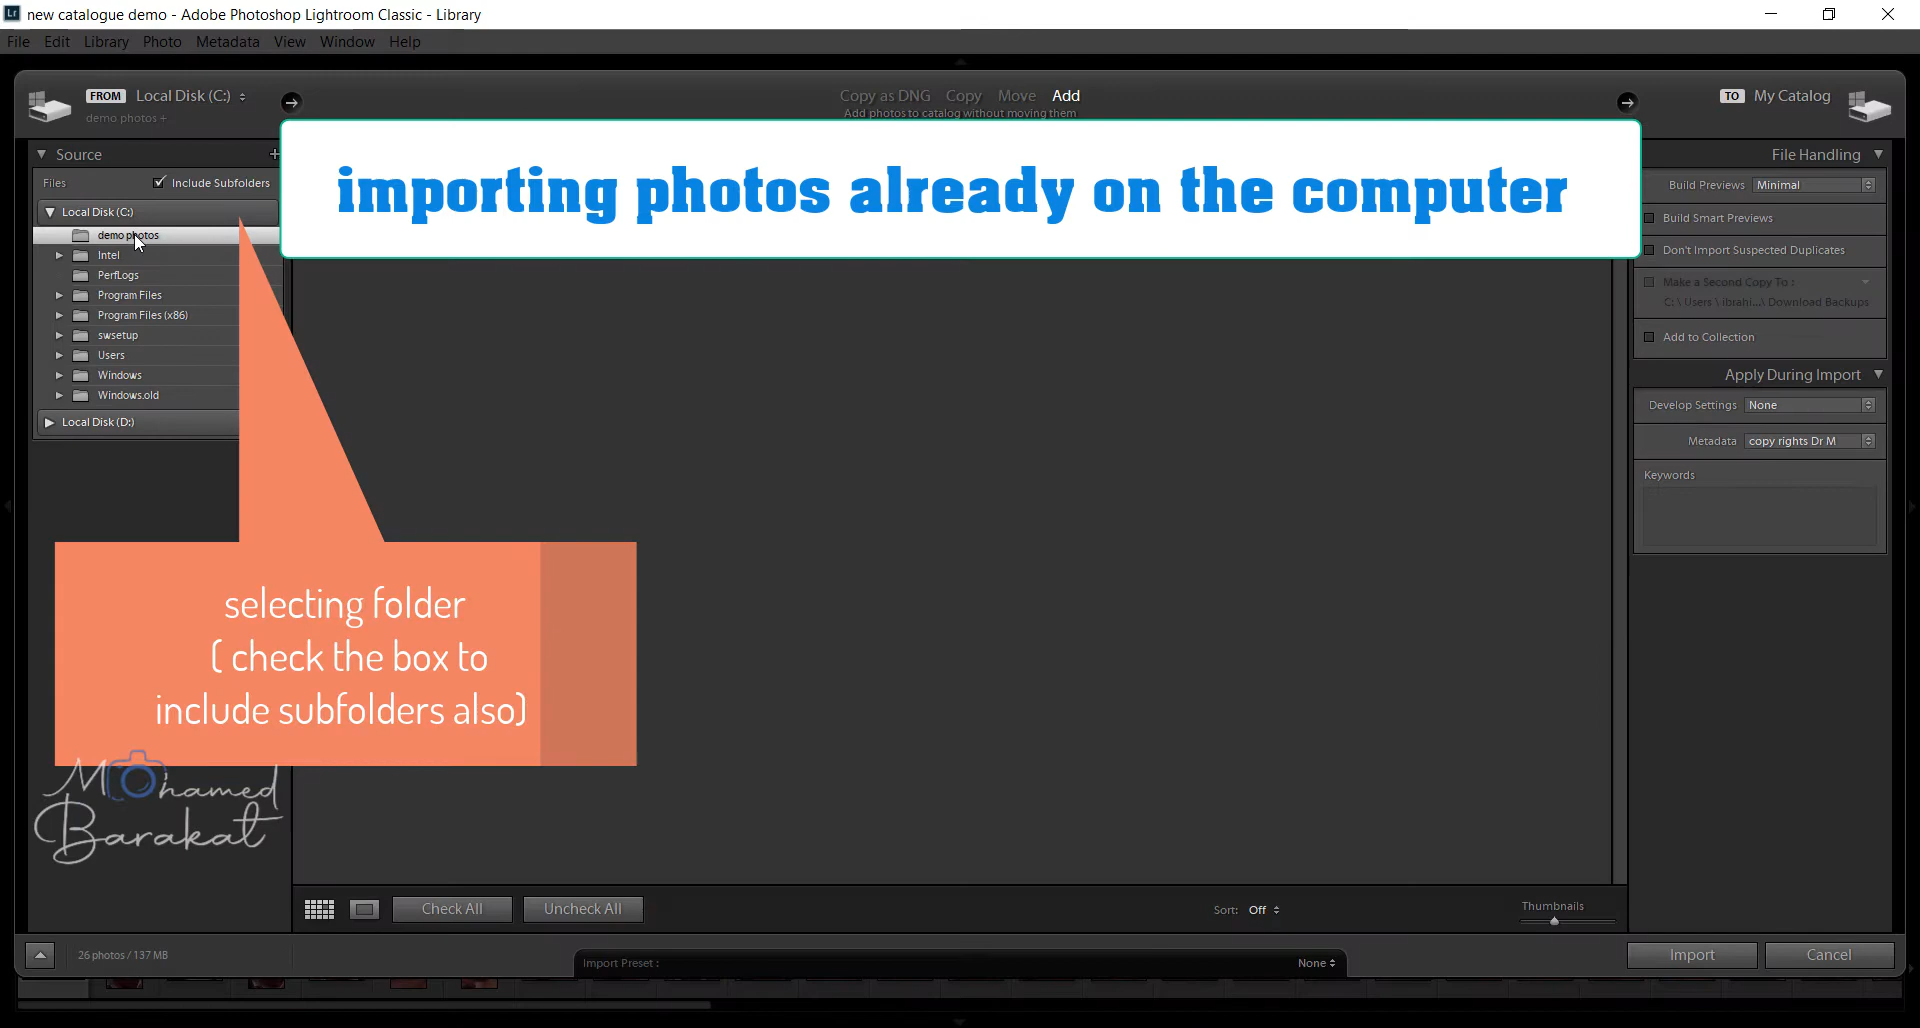 new catalogue demo - Adobe Photoshop Lightroom Classic - Library
File Edit Library Photo Metadata View Window Help
FROM Local Disk (C:)
demo photos +
Copy as DNG Copy Move Add
Add photos to catalog without moving them
TO My Catalog
Source +
Files Include Subfolders
Local Disk (C:)
demo photos
Intel
PerfLogs
Program Files
Program Files (x86)
swsetup
Users
Windows
Windows.old
Local Disk (D:)
importing photos already on the computer
File Handling
Build Previews Minimal
Build Smart Previews
Don't Import Suspected Duplicates
Make a Second Copy To :
C: \ Users \ ibrahi...\ Download Backups
Add to Collection
Apply During Import
Develop Settings None
Metadata copy rights Dr M
Keywords
selecting folder
( check the box to
include subfolders also)
Mohamed
Barakat
Check All Uncheck All
Sort: Off
Thumbnails
26 photos / 137 MB
Import Preset : None
Import Cancel